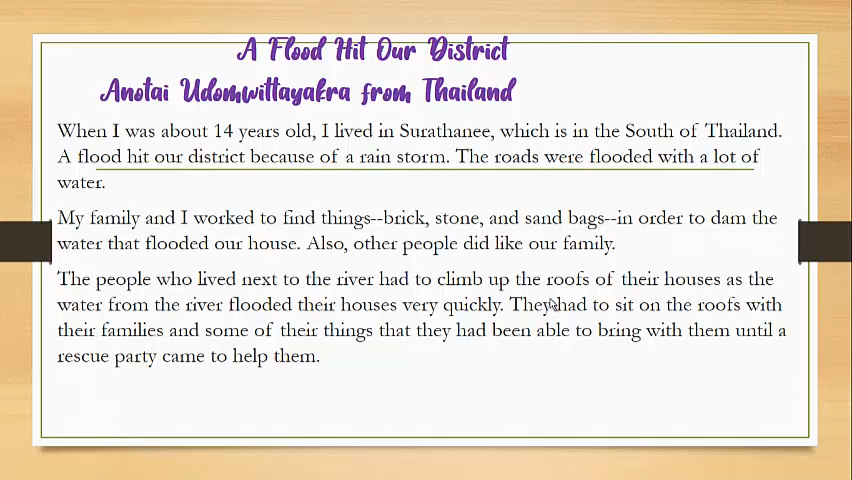 A Flood Hit Our District
Anotai Udomwittayakra from Thailand
When I was about 14 years old, I lived in Surathanee, which is in the South of Thailand.
A flood hit our district because of a rain storm. The roads were flooded with a lot of
water.
My family and I worked to find things--brick, stone, and sand bags--in order to dam the
water that flooded our house. Also, other people did like our family.
The people who lived next to the river had to climb up the roofs of their houses as the
water from the river flooded their houses very quickly. They had to sit on the roofs with
their families and some of their things that they had been able to bring with them until a
rescue party came to help them.